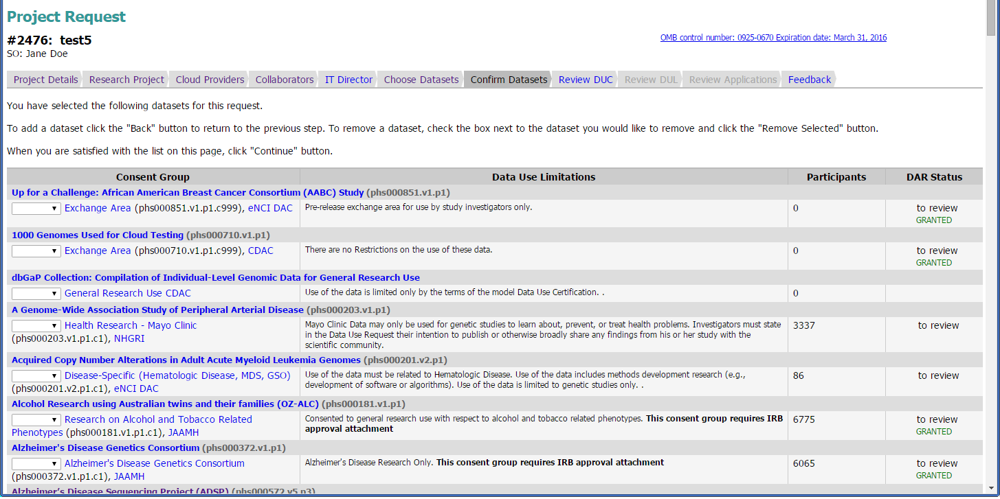 Project Request
#2476: test5
OMB control number: 0925-0670 Expiration date: March 31, 2016
SO: Jane Doe
Project Details Research Project Cloud Providers Collaborators IT Director Choose Datasets Confirm Datasets Review DUC Review DUL Review Applications Feedback
You have selected the following datasets for this request.
To add a dataset click the "Back" button to return to the previous step. To remove a dataset, check the box next to the dataset you would like to remove and click the "Remove Selected" button.
When you are satisfied with the list on this page, click "Continue" button.
Consent Group Data Use Limitations Participants DAR Status
Up for a Challenge: African American Breast Cancer Consortium (AABC) Study (phs000851.v1.p1)
Exchange Area (phs000851.v1.p1.c999), eNCI DAC Pre-release exchange area for use by study investigators only. 0 to review
GRANTED
1000 Genomes Used for Cloud Testing (phs000710.v1.p1)
Exchange Area (phs000710.v1.p1.c999), CDAC There are no Restrictions on the use of these data. 0 to review
GRANTED
dbGaP Collection: Compilation of Individual-Level Genomic Data for General Research Use
General Research Use CDAC Use of the data is limited only by the terms of the model Data Use Certification. . 0
A Genome-Wide Association Study of Peripheral Arterial Disease (phs000203.v1.p1)
Health Research - Mayo Clinic Mayo Clinic Data may only be used for genetic studies to learn about, prevent, or treat health problems. Investigators must state 3337 to review
(phs000203.v1.p1.c1), NHGRI in the Data Use Request their intention to publish or otherwise broadly share any findings from his or her study with the
scientific community.
Acquired Copy Number Alterations in Adult Acute Myeloid Leukemia Genomes (phs000201.v2.p1)
Disease-Specific (Hematologic Disease, MDS, GSO) Use of the data must be related to Hematologic Disease. Use of the data includes methods development research (e.g., 86 to review
(phs000201.v2.p1.c1), eNCI DAC development of software or algorithms). Use of the data is limited to genetic studies only. .
Alcohol Research using Australian twins and their families (OZ-ALC) (phs000181.v1.p1)
Research on Alcohol and Tobacco Related Consented to general research use with respect to alcohol and tobacco related phenotypes. This consent group requires IRB 6775 to review
Phenotypes (phs000181.v1.p1.c1), JAAMH approval attachment GRANTED
Alzheimer's Disease Genetics Consortium (phs000372.v1.p1)
Alzheimer's Disease Genetics Consortium Alzheimer's Disease Research Only. This consent group requires IRB approval attachment 6065 to review
(phs000372.v1.p1.c1), JAAMH GRANTED
Alzheimer's Disease Sequencing Project (ADSP) (phs000572.v5.p3)